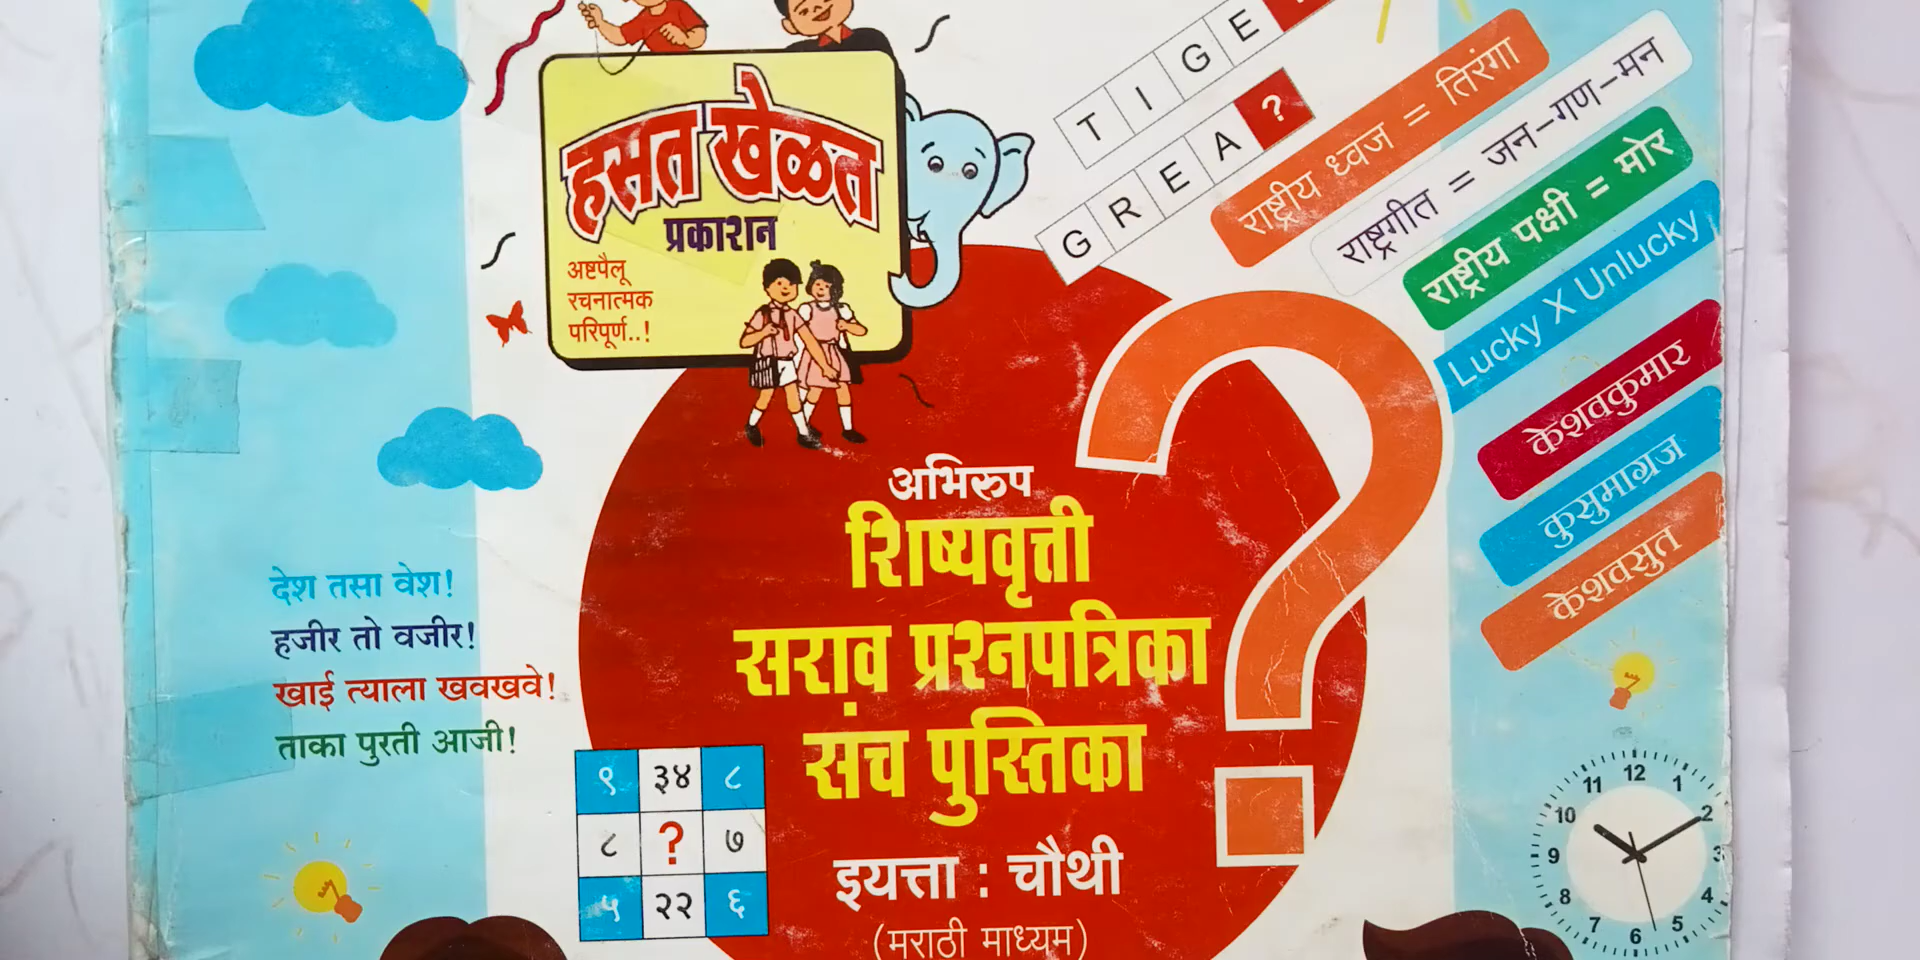 हसत खेळत
प्रकाशन
अष्टपैलू
रचनात्मक
परिपूर्ण..!
T I G E
G R E A ?
राष्ट्रीय ध्वज = तिरंगा
राष्ट्रगीत = जन-गण-मन
राष्ट्रीय पक्षी = मोर
Lucky X Unlucky
केशवकुमार
कुसुमाग्रज
केशवसुत
अभिरूप
शिष्यवृत्ती
सराव प्रश्नपत्रिका
संच पुस्तिका
इयत्ता : चौथी
(मराठी माध्यम)
देश तसा वेश!
हजीर तो वजीर!
खाई त्याला खवखवे!
ताका पुरती आजी!
९ ३४ ८
८ ? ७
५ २२ ६
12 1 2 3 4 5 6 7 8 9 10 11